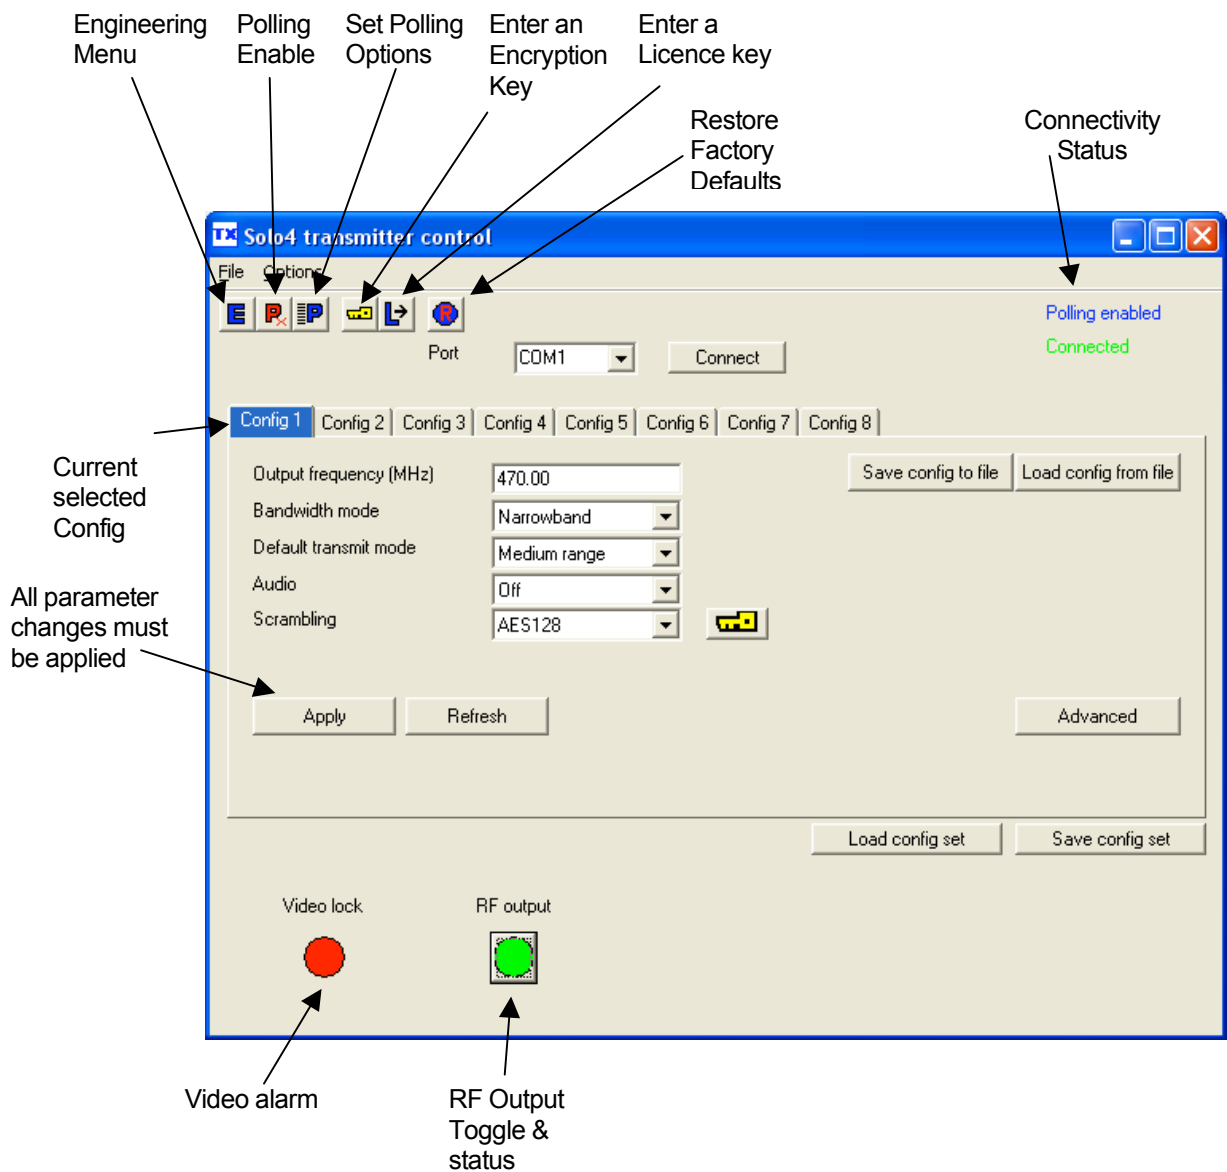 Engineering
Menu
Polling
Enable
Set Polling
Options
Enter an
Encryption
Key
Enter a
Licence key
Restore
Factory
Defaults
Connectivity
Status
TX Solo4 transmitter control
File Options
E P x P L R
Polling enabled
Port COM1 Connect
Connected
Config 1 Config 2 Config 3 Config 4 Config 5 Config 6 Config 7 Config 8
Current
selected
Config
Output frequency (MHz) 470.00 Save config to file Load config from file
Bandwidth mode Narrowband
Default transmit mode Medium range
Audio Off
Scrambling AES128
All parameter
changes must
be applied
Apply Refresh Advanced
Load config set Save config set
Video lock RF output
Video alarm
RF Output
Toggle &
status